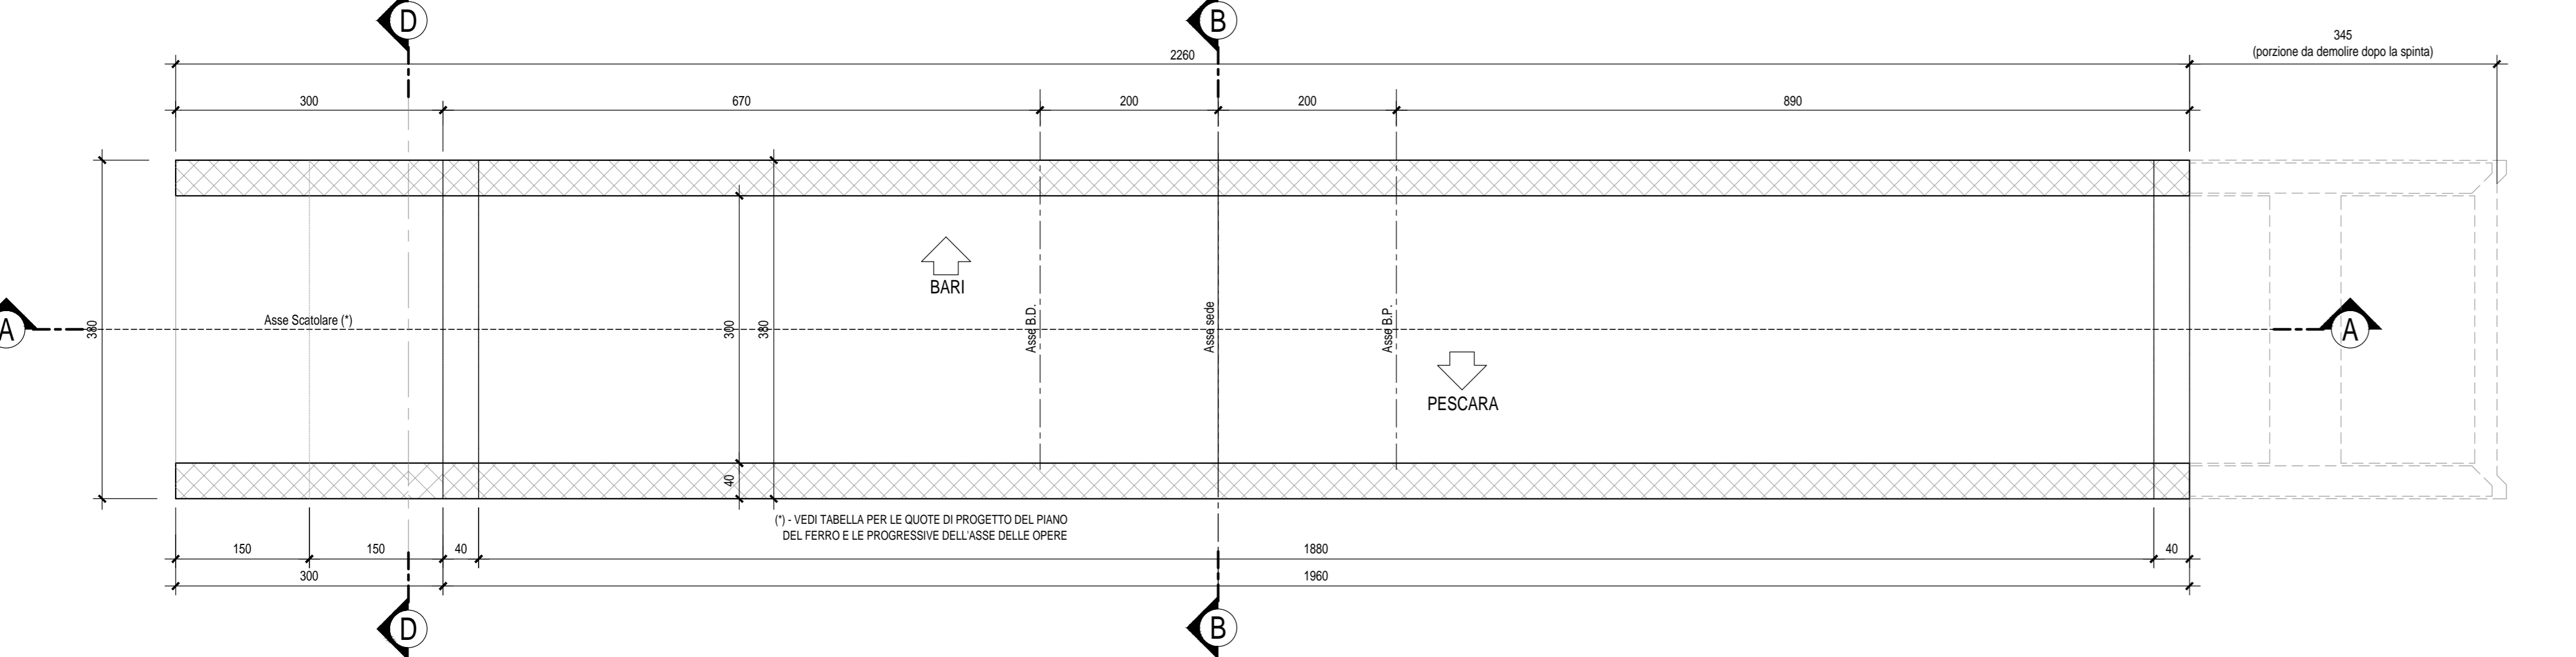 D
B
345
(porzione da demolire dopo la spinta)
2260
300
670
200
200
890
BARI
Asse B.D.
Asse sede
Asse B.P.
Asse Scatolare (*)
A
380
300
380
A
PESCARA
40
(*) - VEDI TABELLA PER LE QUOTE DI PROGETTO DEL PIANO
DEL FERRO E LE PROGRESSIVE DELL'ASSE DELLE OPERE
150
150
40
1880
40
300
1960
D
B